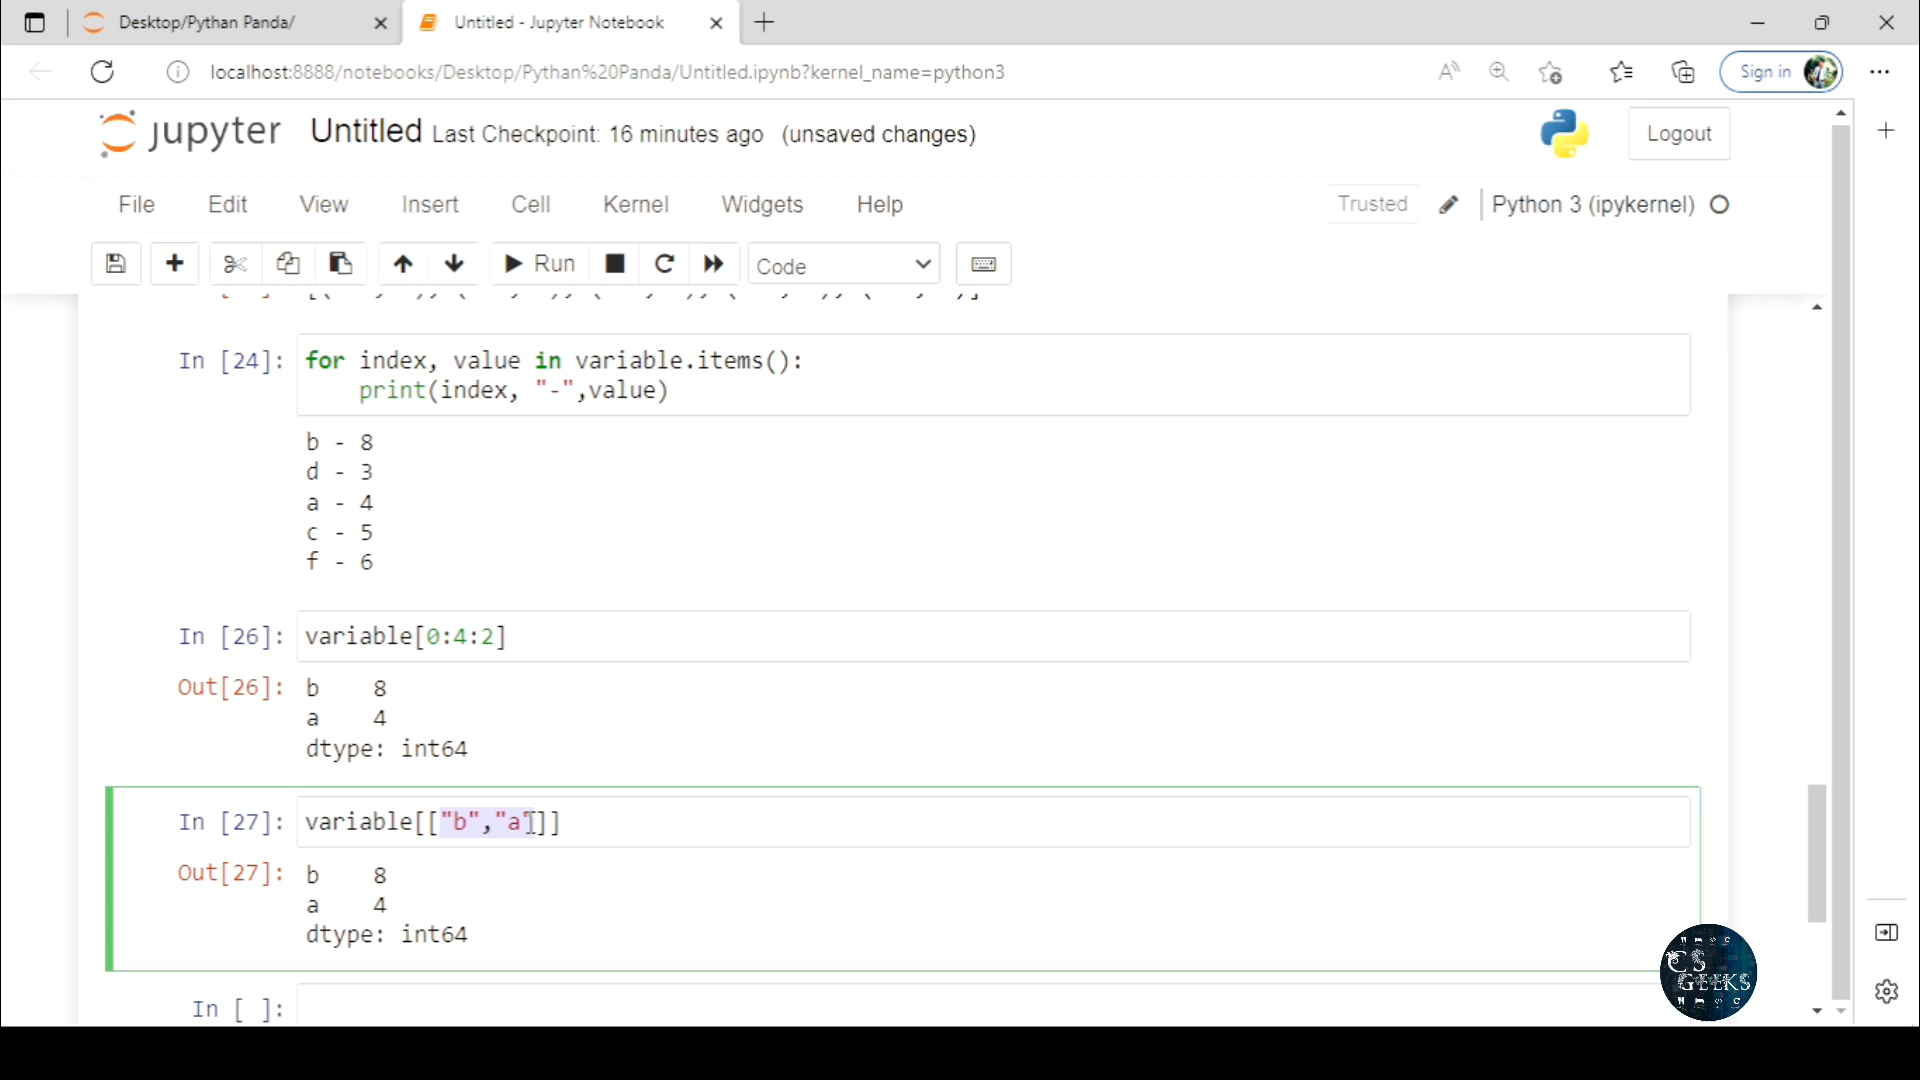 Desktop/Pythan Panda/
Untitled - Jupyter Notebook
localhost:8888/notebooks/Desktop/Pythan%20Panda/Untitled.ipynb?kernel_name=python3
Sign in
jupyter Untitled Last Checkpoint: 16 minutes ago (unsaved changes)
Logout
File Edit View Insert Cell Kernel Widgets Help
Trusted
Python 3 (ipykernel)
Run
Code
In [24]: for index, value in variable.items():
print(index, "-",value)
b - 8
d - 3
a - 4
c - 5
f - 6
In [26]: variable[0:4:2]
Out[26]: b 8
a 4
dtype: int64
In [27]: variable[["b","a"]]
Out[27]: b 8
a 4
dtype: int64
In [ ]:
CS
GEEKS